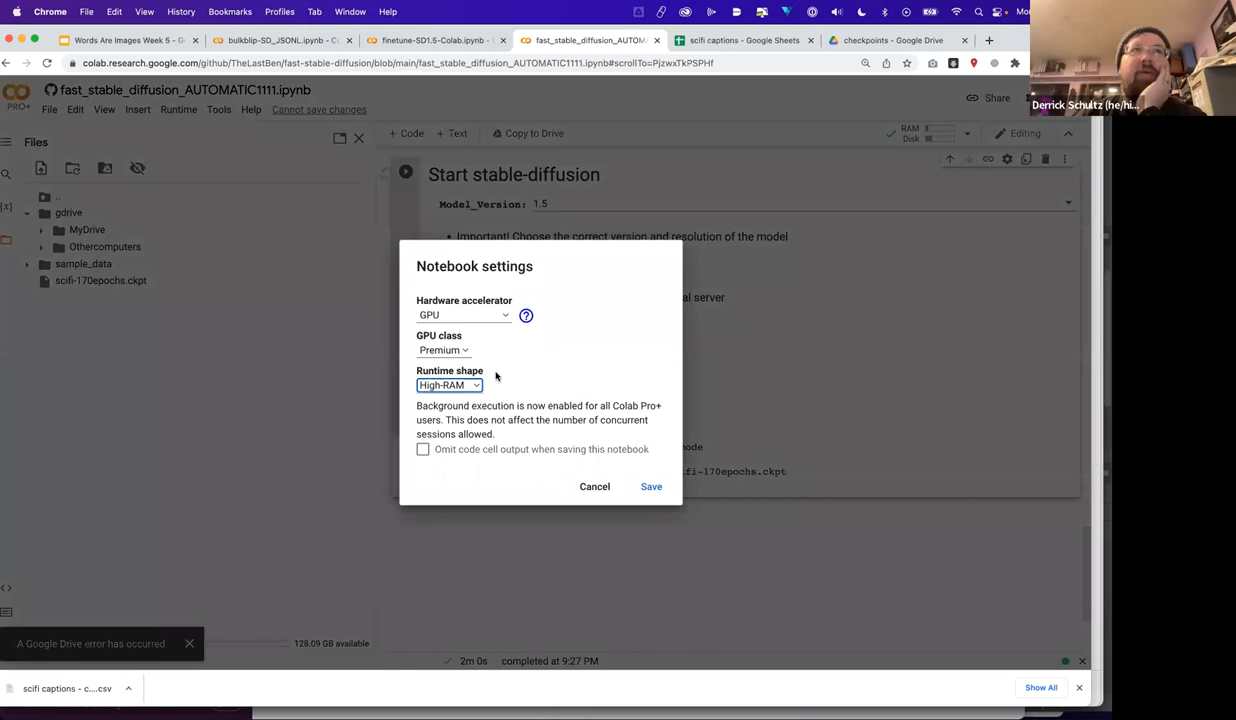 Chrome File Edit View History Bookmarks Profiles Tab Window Help
Words Are Images Week 5 - G
bulkblip-SD_JSONL.ipynb - C
finetune-SD1.5-Colab.ipynb -
fast_stable_diffusion_AUTOM
scifi captions - Google Sheets
checkpoints - Google Drive
colab.research.google.com/github/TheLastBen/fast-stable-diffusion/blob/main/fast_stable_diffusion_AUTOMATIC1111.ipynb#scrollTo=PjzwxTkPSPHf
Derrick Schultz (he/hi...
PRO+
fast_stable_diffusion_AUTOMATIC1111.ipynb
File Edit View Insert Runtime Tools Help Cannot save changes
Share
Files
+ Code + Text Copy to Drive
RAM
Disk
Editing
..
gdrive
MyDrive
Othercomputers
sample_data
scifi-170epochs.ckpt
Start stable-diffusion
Model_Version: 1.5
Important! Choose the correct version and resolution of the model
al server
ode
fi-170epochs.ckpt
Notebook settings
Hardware accelerator
GPU
?
GPU class
Premium
Runtime shape
High-RAM
Background execution is now enabled for all Colab Pro+
users. This does not affect the number of concurrent
sessions allowed.
Omit code cell output when saving this notebook
Cancel Save
A Google Drive error has occurred
128.09 GB available
2m 0s completed at 9:27 PM
scifi captions - c....csv
Show All